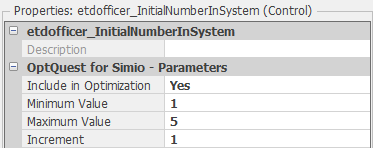 Properties: etdofficer_InitialNumberInSystem (Control)
etdofficer_InitialNumberInSystem
Description
OptQuest for Simio - Parameters
Include in Optimization Yes
Minimum Value 1
Maximum Value 5
Increment 1